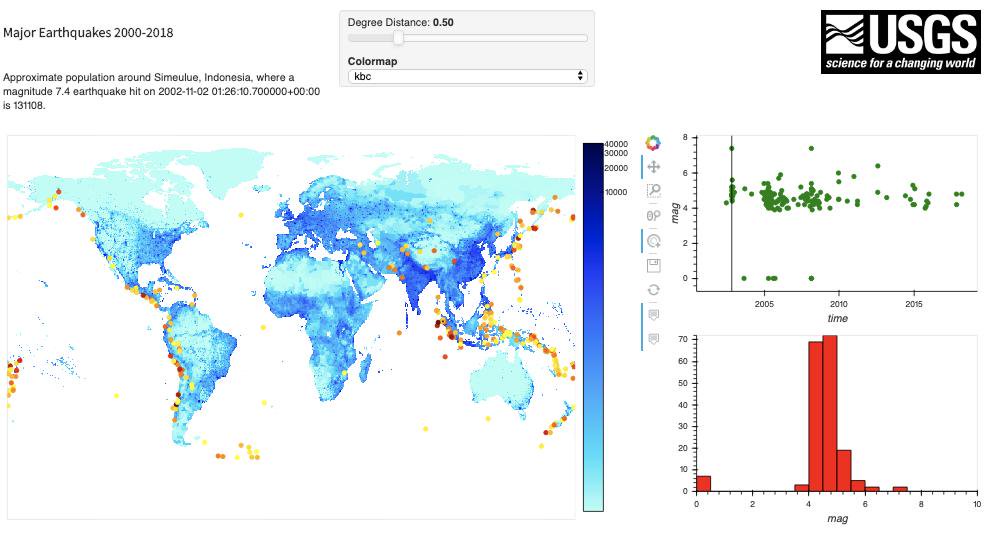 Major Earthquakes 2000-2018
Approximate population around Simeulue, Indonesia, where a
magnitude 7.4 earthquake hit on 2002-11-02 01:26:10.700000+00:00
is 131108.
Degree Distance: 0.50
Colormap
kbc
USGS
science for a changing world
40000
30000
20000
10000
8
6
4
2
0
mag
2005
2010
2015
time
70
60
50
40
30
20
10
0
0
2
4
6
8
10
mag